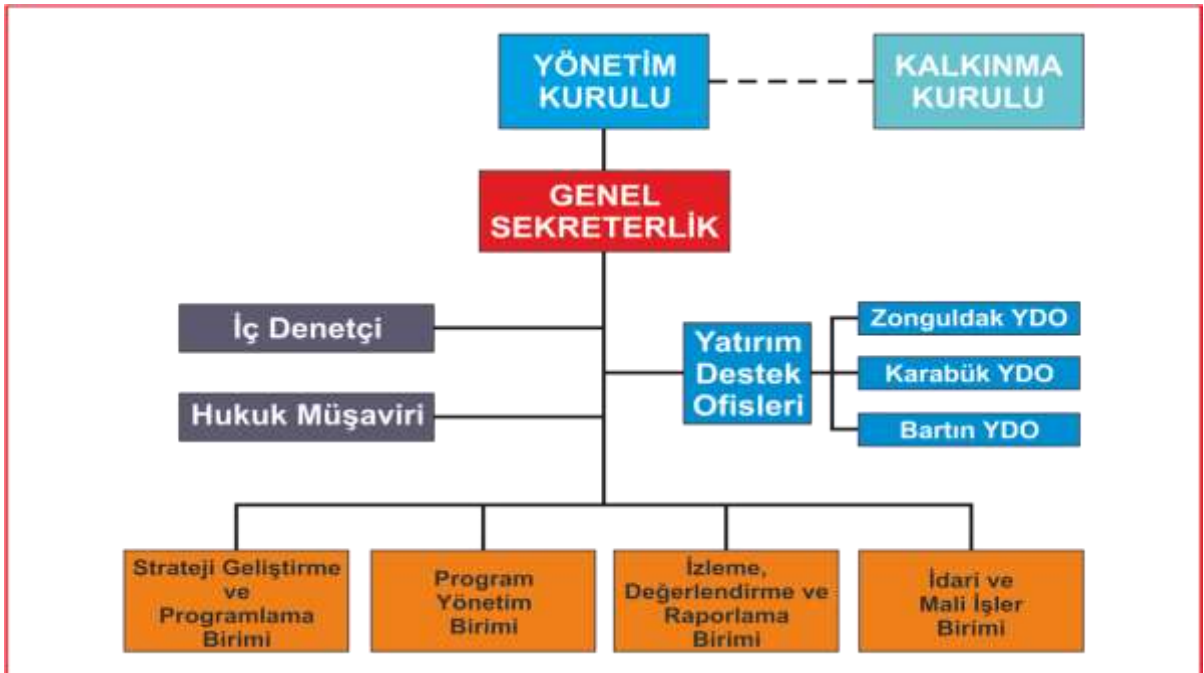 YÖNETİM
KURULU
KALKINMA
KURULU
GENEL
SEKRETERLİK
İç Denetçi
Hukuk Müşaviri
Yatırım
Destek
Ofisleri
Zonguldak YDO
Karabük YDO
Bartın YDO
Strateji Geliştirme
ve
Programlama
Birimi
Program
Yönetim
Birimi
İzleme,
Değerlendirme ve
Raporlama
Birimi
İdari ve
Mali İşler
Birimi